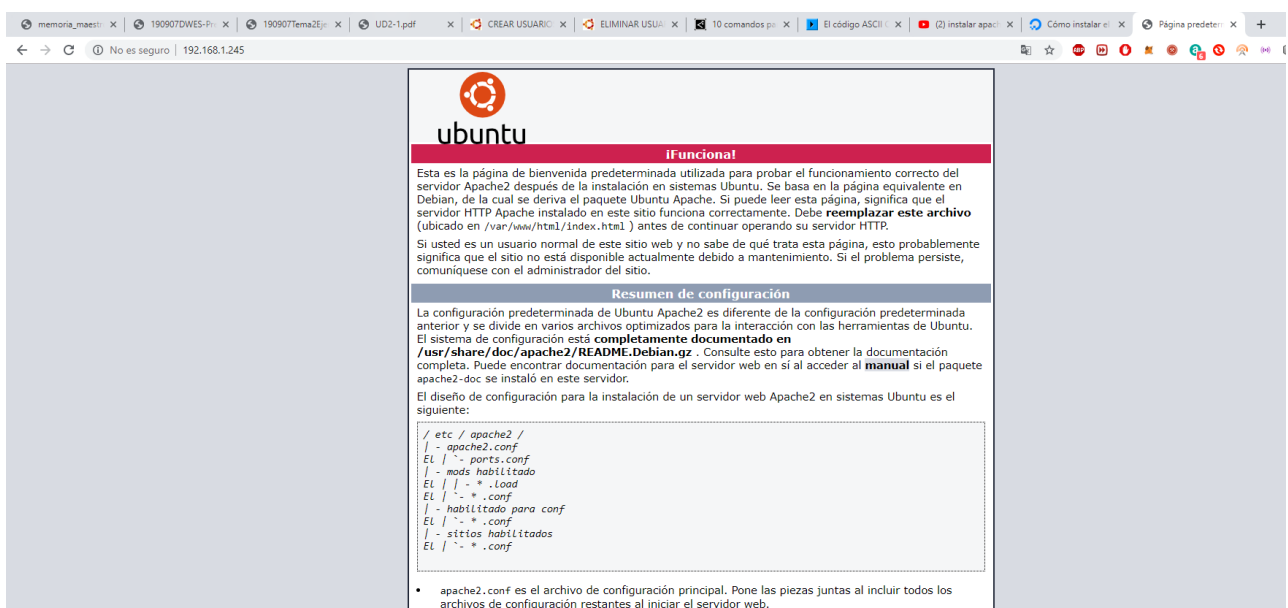 memoria_maestr
190907DWES-Pr
190907Tema2Eje
UD2-1.pdf
CREAR USUARIO
ELIMINAR USUA
10 comandos pa
El código ASCII
(2) instalar apach
Cómo instalar el
Página predeterm
No es seguro | 192.168.1.245
ubuntu
¡Funciona!
Esta es la página de bienvenida predeterminada utilizada para probar el funcionamiento correcto del
servidor Apache2 después de la instalación en sistemas Ubuntu. Se basa en la página equivalente en
Debian, de la cual se deriva el paquete Ubuntu Apache. Si puede leer esta página, significa que el
servidor HTTP Apache instalado en este sitio funciona correctamente. Debe reemplazar este archivo
(ubicado en /var/www/html/index.html ) antes de continuar operando su servidor HTTP.
Si usted es un usuario normal de este sitio web y no sabe de qué trata esta página, esto probablemente
significa que el sitio no está disponible actualmente debido a mantenimiento. Si el problema persiste,
comuníquese con el administrador del sitio.
Resumen de configuración
La configuración predeterminada de Ubuntu Apache2 es diferente de la configuración predeterminada
anterior y se divide en varios archivos optimizados para la interacción con las herramientas de Ubuntu.
El sistema de configuración está completamente documentado en
/usr/share/doc/apache2/README.Debian.gz . Consulte esto para obtener la documentación
completa. Puede encontrar documentación para el servidor web en sí al acceder al manual si el paquete
apache2-doc se instaló en este servidor.
El diseño de configuración para la instalación de un servidor web Apache2 en sistemas Ubuntu es el
siguiente:
/ etc / apache2 /
| - apache2.conf
El | `- ports.conf
| - mods habilitado
El | | - * .load
El | `- * .conf
| - habilitado para conf
El | `- * .conf
| - sitios habilitados
El | `- * .conf
• apache2.conf es el archivo de configuración principal. Pone las piezas juntas al incluir todos los
archivos de configuración restantes al iniciar el servidor web.